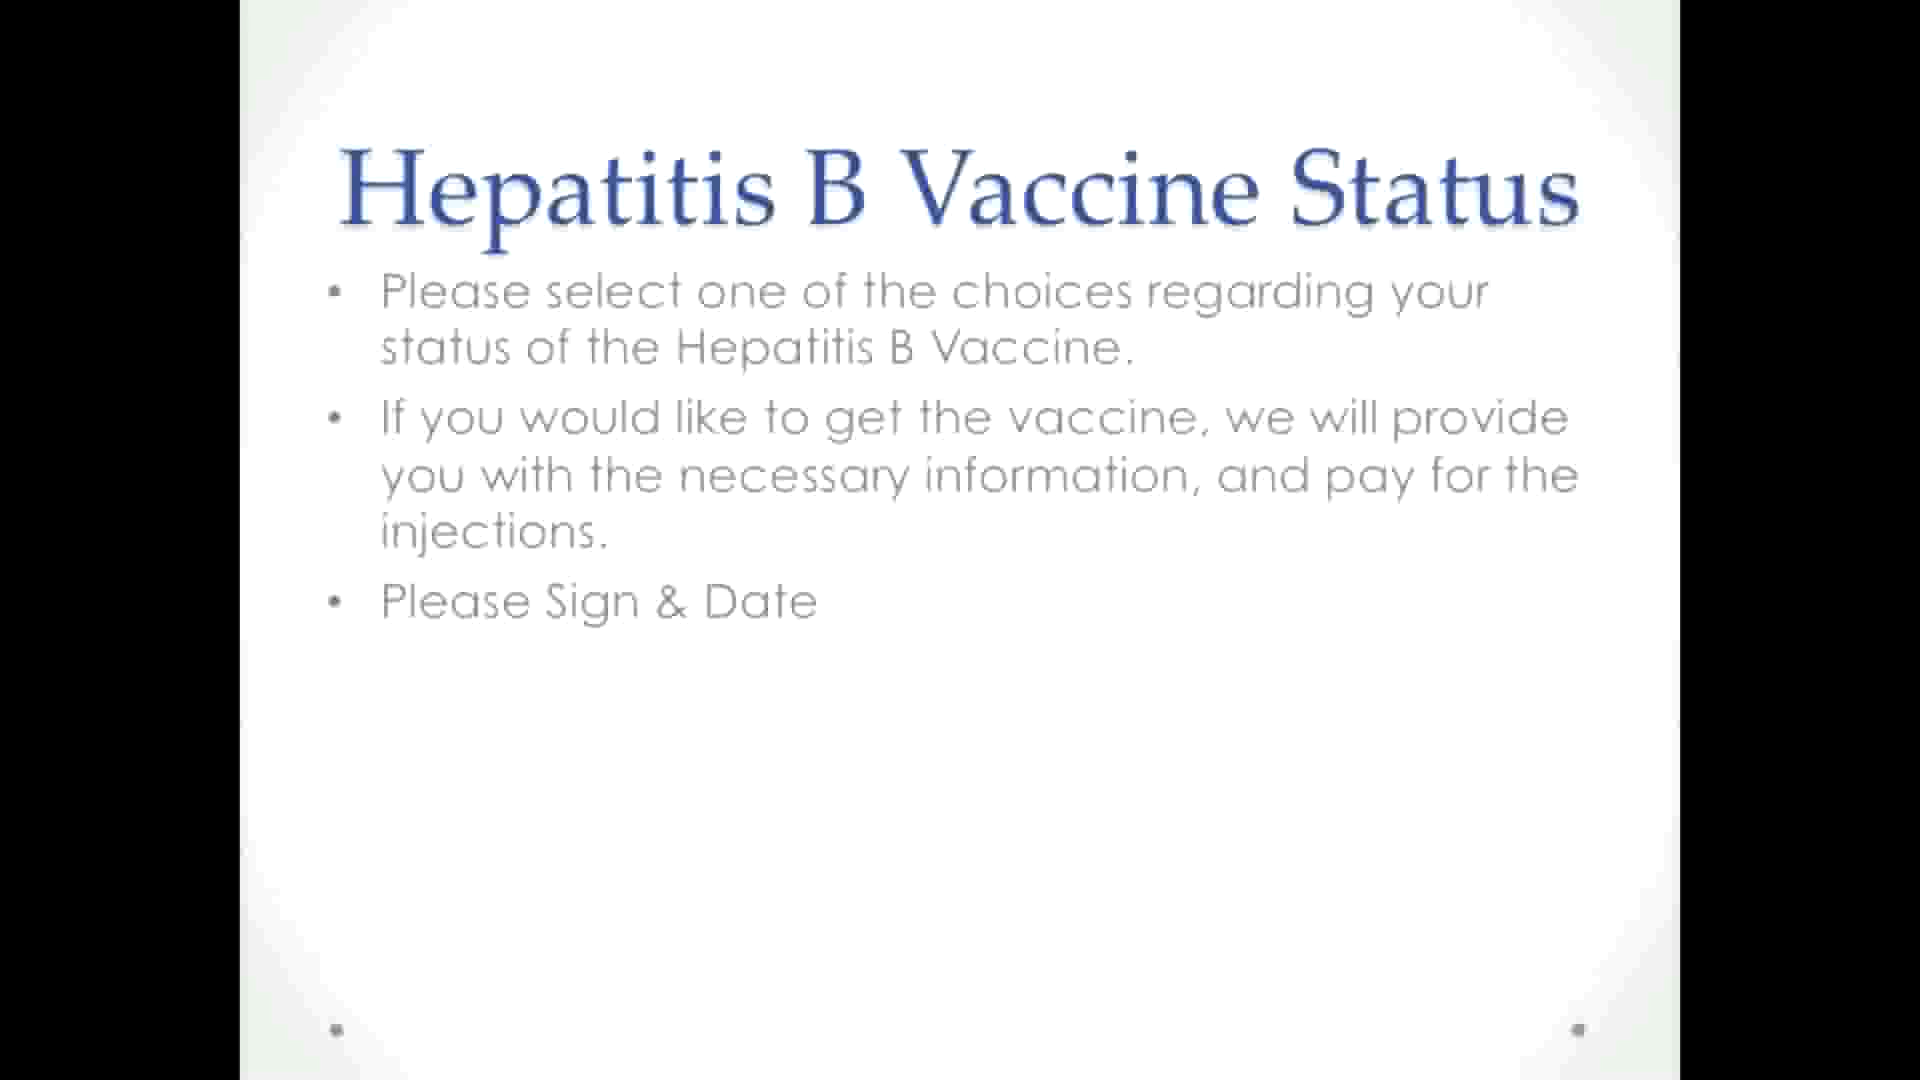 Hepatitis B Vaccine Status
• Please select one of the choices regarding your
status of the Hepatitis B Vaccine.
• If you would like to get the vaccine, we will provide
you with the necessary information, and pay for the
injections.
• Please Sign & Date